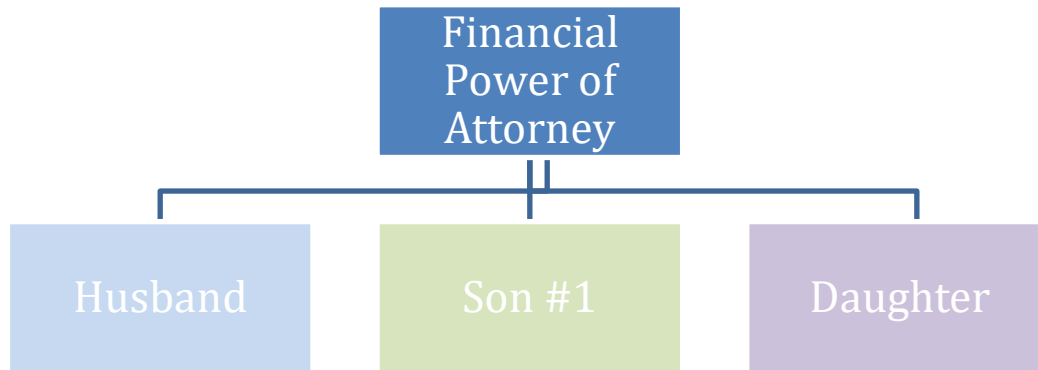 Financial
Power of
Attorney
Husband
Son #1
Daughter